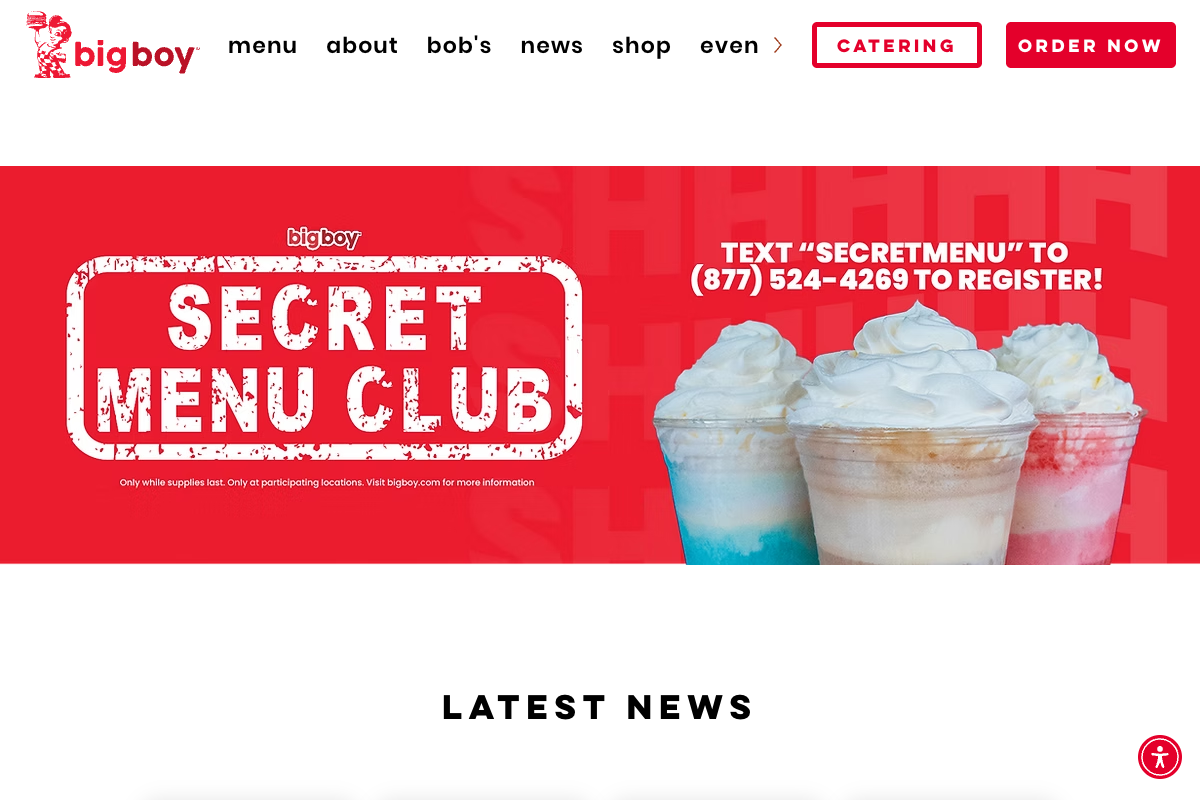 bigboy
menu
about
bob's
news
shop
even
CATERING
ORDER NOW
bigboy
SECRET
MENU CLUB
Only while supplies last. Only at participating locations. Visit bigboy.com for more information
TEXT “SECRETMENU” TO
(877) 524-4269 TO REGISTER!
LATEST NEWS